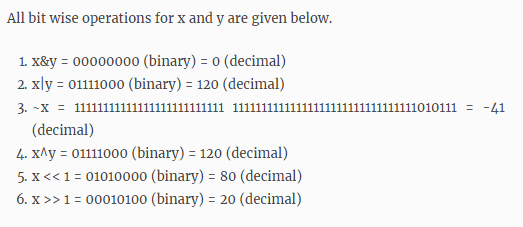 All bit wise operations for x and y are given below.
1. x&y = 00000000 (binary) = 0 (decimal)
2. x|y = 01111000 (binary) = 120 (decimal)
3. ~x = 11111111111111111111111111 11111111111111111111111111111111010111 = -41
(decimal)
4. x^y = 01111000 (binary) = 120 (decimal)
5. x << 1 = 01010000 (binary) = 80 (decimal)
6. x >> 1 = 00010100 (binary) = 20 (decimal)